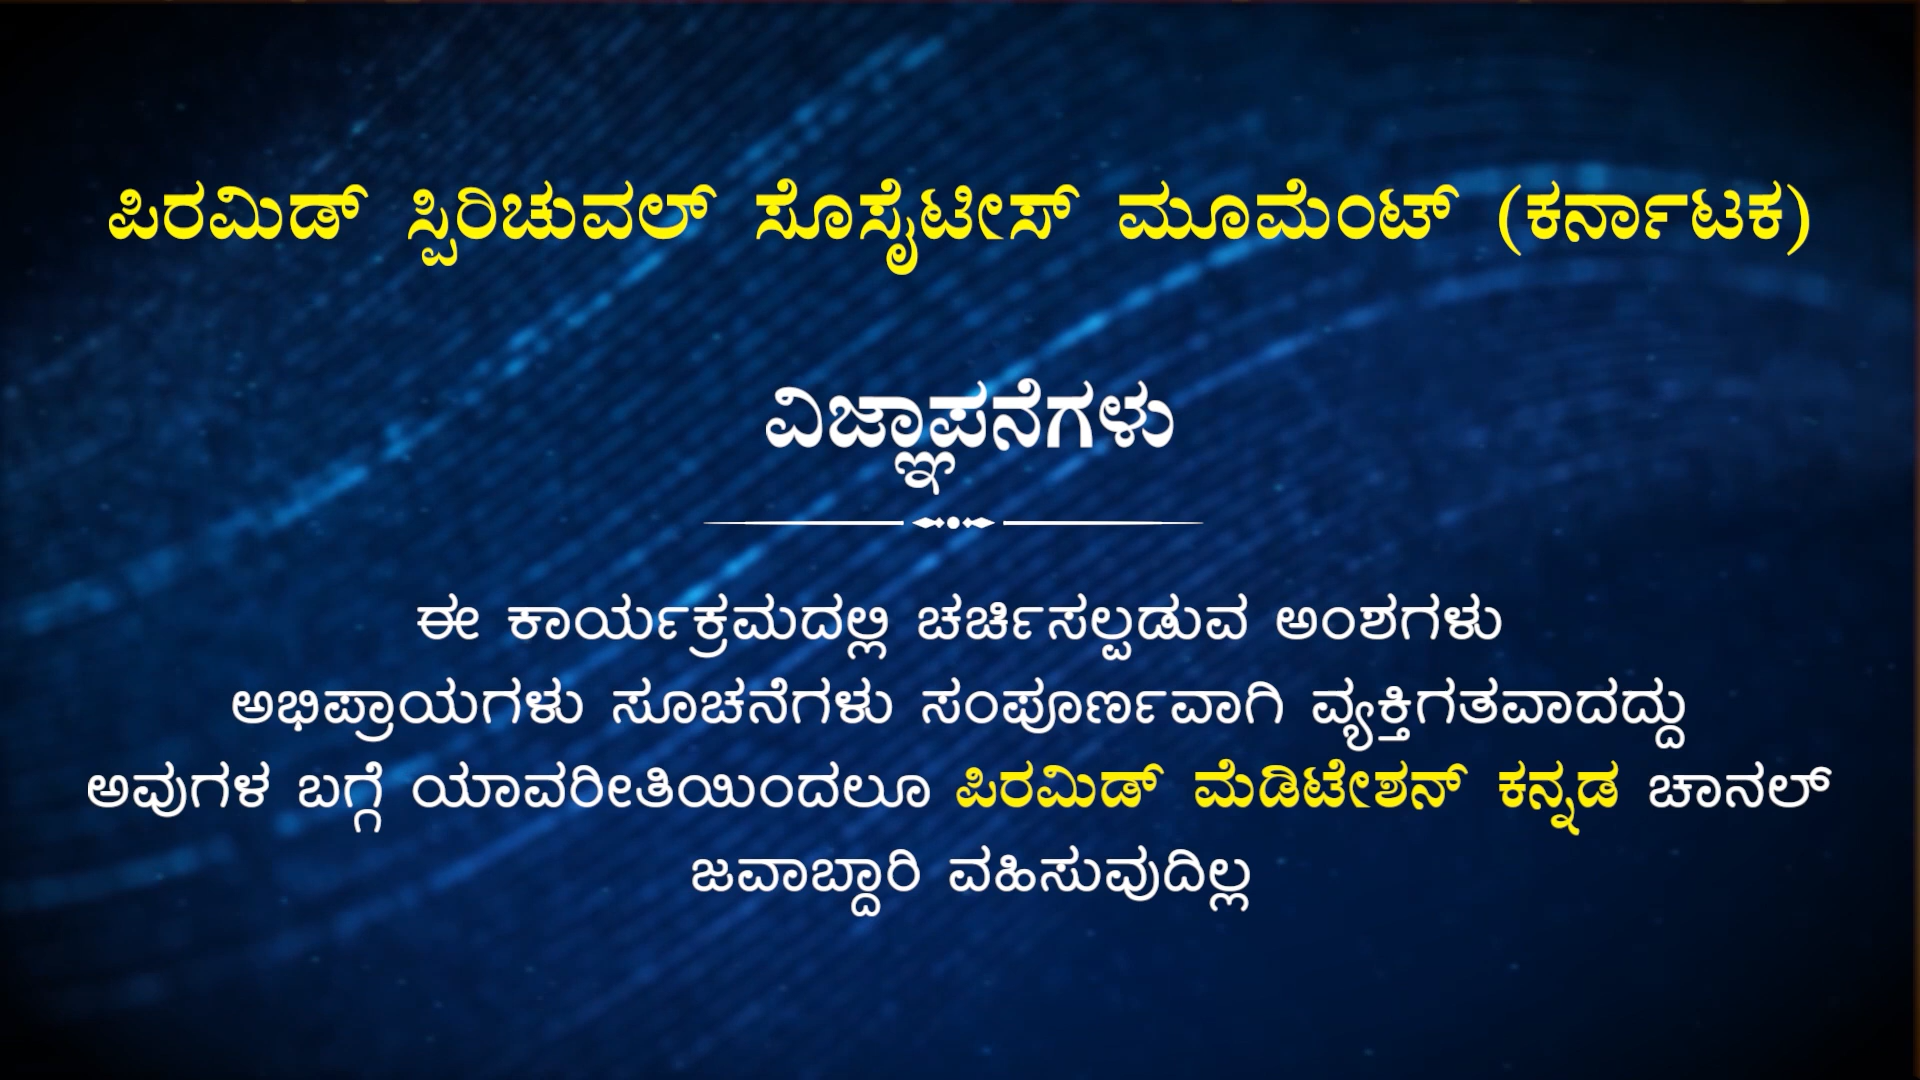 ಪಿರಮಿಡ್ ಸ್ಪಿರಿಚುವಲ್ ಸೊಸೈಟೀಸ್ ಮೂಮೆಂಟ್ (ಕರ್ನಾಟಕ)
ವಿಜ್ಞಾಪನೆಗಳು
ಈ ಕಾರ್ಯಕ್ರಮದಲ್ಲಿ ಚರ್ಚಿಸಲ್ಪಡುವ ಅಂಶಗಳು
ಅಭಿಪ್ರಾಯಗಳು ಸೂಚನೆಗಳು ಸಂಪೂರ್ಣವಾಗಿ ವ್ಯಕ್ತಿಗತವಾದದ್ದು
ಅವುಗಳ ಬಗ್ಗೆ ಯಾವರೀತಿಯಿಂದಲೂ ಪಿರಮಿಡ್ ಮೆಡಿಟೇಶನ್ ಕನ್ನಡ ಚಾನಲ್
ಜವಾಬ್ದಾರಿ ವಹಿಸುವುದಿಲ್ಲ